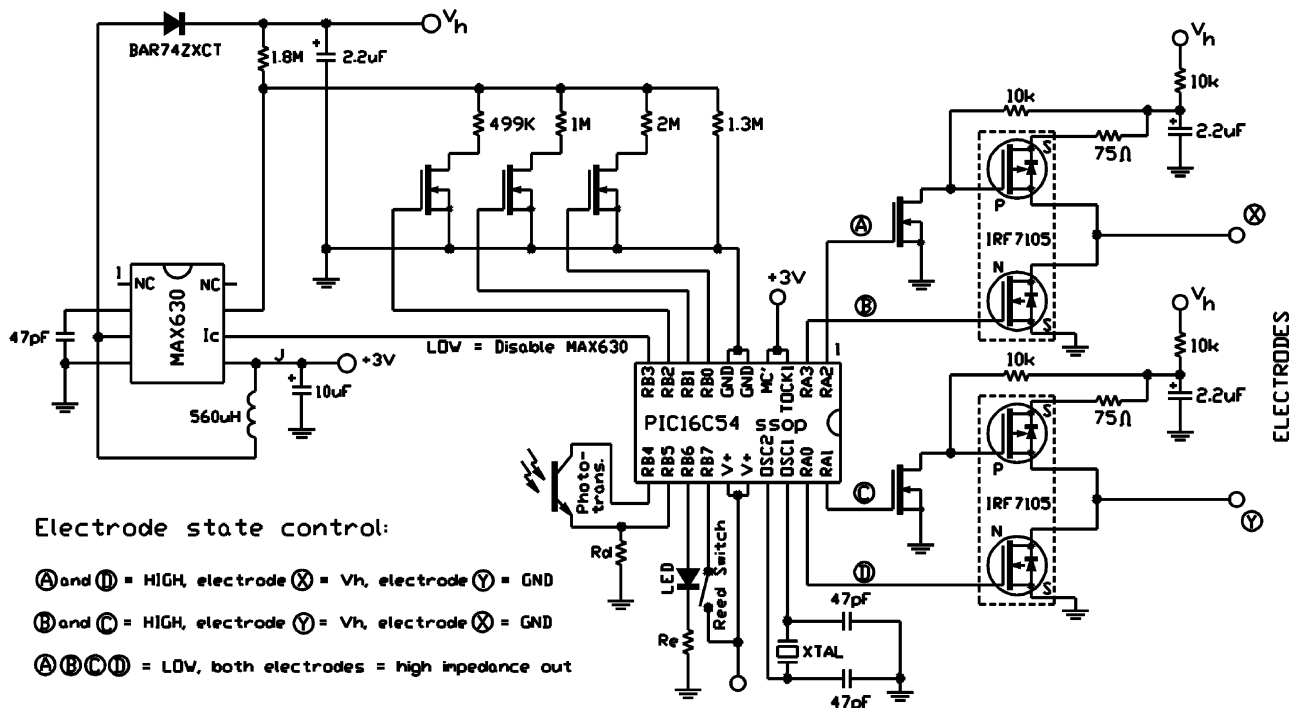 BAR74ZXCT
Vh
1.8M
2.2uF
499K
1M
2M
1.3M
1
NC
NC
MAX630
Ic
47pF
J
+3V
10uF
560uH
LOW = Disable MAX630
+3V
RB3
RB2
RB1
RB0
GND
GND
MC'
TOCK1
RA3
RA2
1
PIC16C54 ssop
RB4
RB5
RB6
RB7
V+
V+
OSC2
OSC1
RA0
RA1
Photo-
trans.
Rd
LED
Re
Reed Switch
XTAL
47pF
47pF
A
B
C
D
Vh
10k
10k
2.2uF
75Ω
S
P
IRF7105
N
S
X
Vh
10k
10k
2.2uF
75Ω
S
P
IRF7105
N
S
Y
ELECTRODES
Electrode state control:
A and D = HIGH, electrode X = Vh, electrode Y = GND
B and C = HIGH, electrode Y = Vh, electrode X = GND
A B C D = LOW, both electrodes = high impedance out